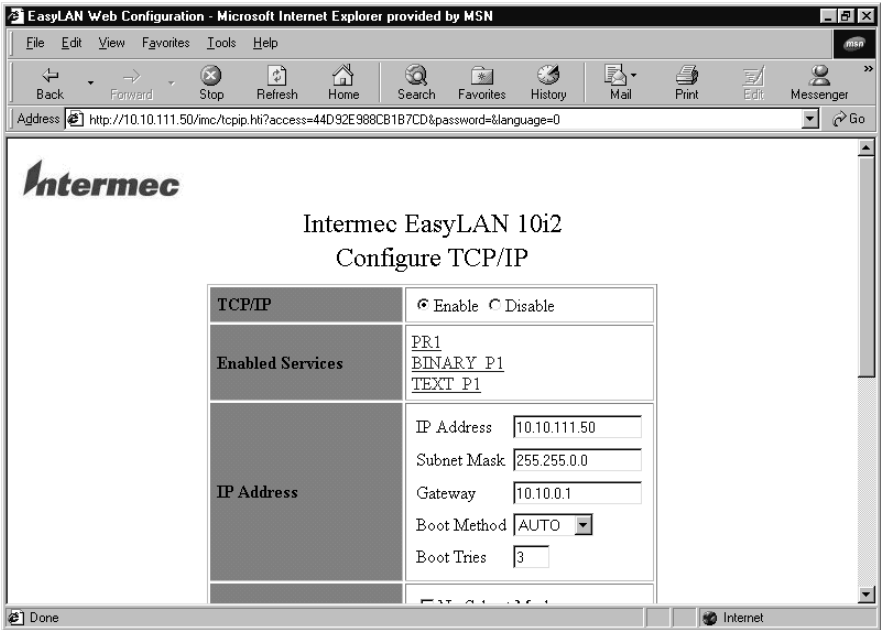 EasyLAN Web Configuration - Microsoft Internet Explorer provided by MSN
File Edit View Favorites Tools Help
msn
Back Forward Stop Refresh Home Search Favorites History Mail Print Edit Messenger »
Address http://10.10.111.50/imc/tcpip.hti?access=44D92E988CB1B7CD&password=&language=0 Go
Intermec
Intermec EasyLAN 10i2
Configure TCP/IP
TCP/IP Enable Disable
Enabled Services
PR1
BINARY_P1
TEXT_P1
IP Address
IP Address 10.10.111.50
Subnet Mask 255.255.0.0
Gateway 10.10.0.1
Boot Method AUTO
Boot Tries 3
Done Internet